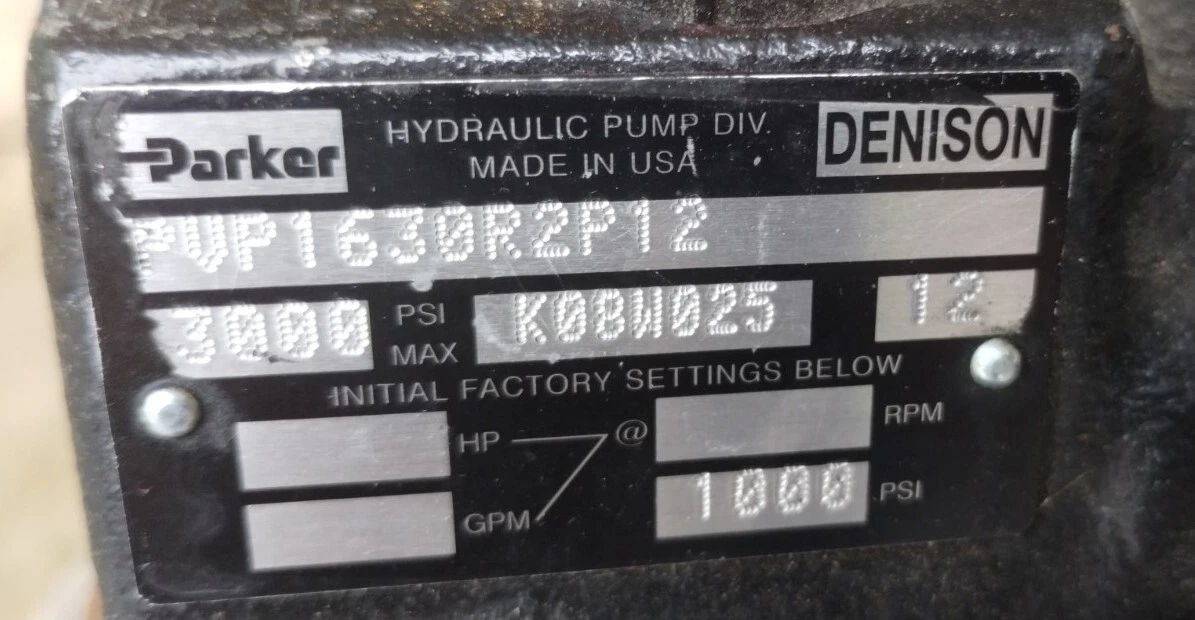 Parker HYDRAULIC PUMP DIV. DENISON
MADE IN USA
PVP1630R2P12
3000 PSI MAX K08W025 12
INITIAL FACTORY SETTINGS BELOW
HP @ RPM
GPM 1000 PSI